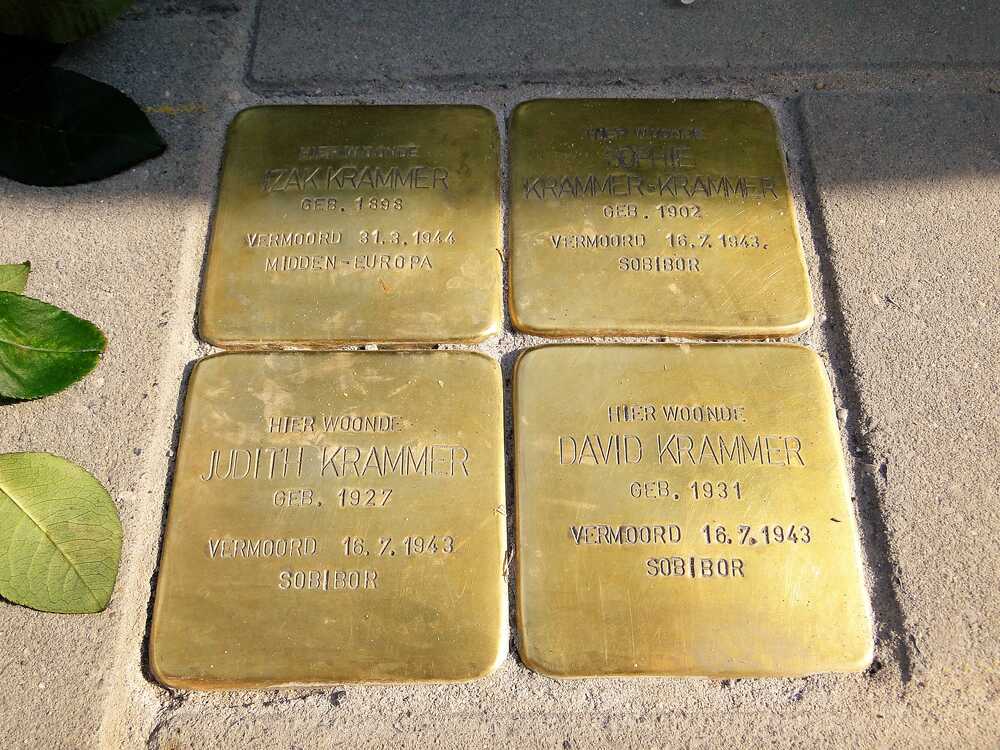 HIER WOONDE
IZAK KRAMMER
GEB. 1898
VERMOORD 31.3.1944
MIDDEN-EUROPA
HIER WOONDE
SOPHIE
KRAMMER-KRAMMER
GEB. 1902
VERMOORD 16.7.1943.
SOBIBOR
HIER WOONDE
JUDITH KRAMMER
GEB. 1927
VERMOORD 16.7.1943
SOBIBOR
HIER WOONDE
DAVID KRAMMER
GEB. 1931
VERMOORD 16.7.1943
SOBIBOR